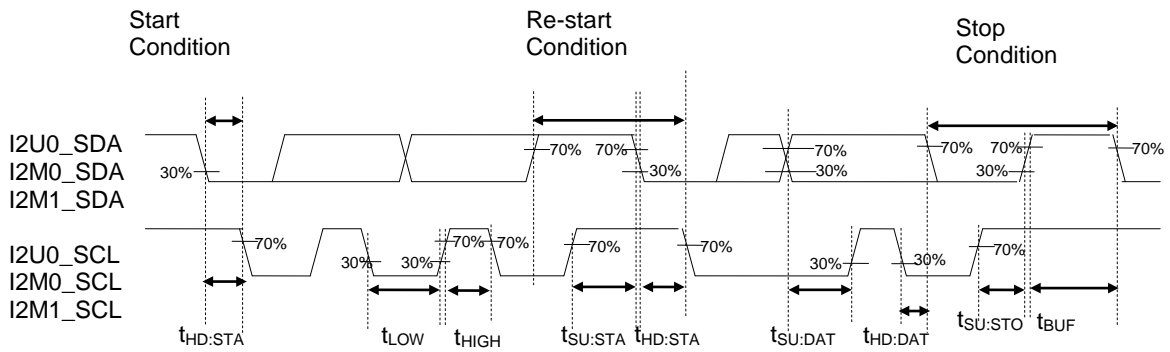 Start
Condition
Re-start
Condition
Stop
Condition
I2U0_SDA
I2M0_SDA
I2M1_SDA
30%
70%
70%
30%
70%
30%
70%
70%
30%
70%
I2U0_SCL
I2M0_SCL
I2M1_SCL
70%
30%
30%
70%
70%
70%
70%
30%
30%
70%
tHD:STA
tLOW
tHIGH
tSU:STA
tHD:STA
tSU:DAT
tHD:DAT
tSU:STO
tBUF